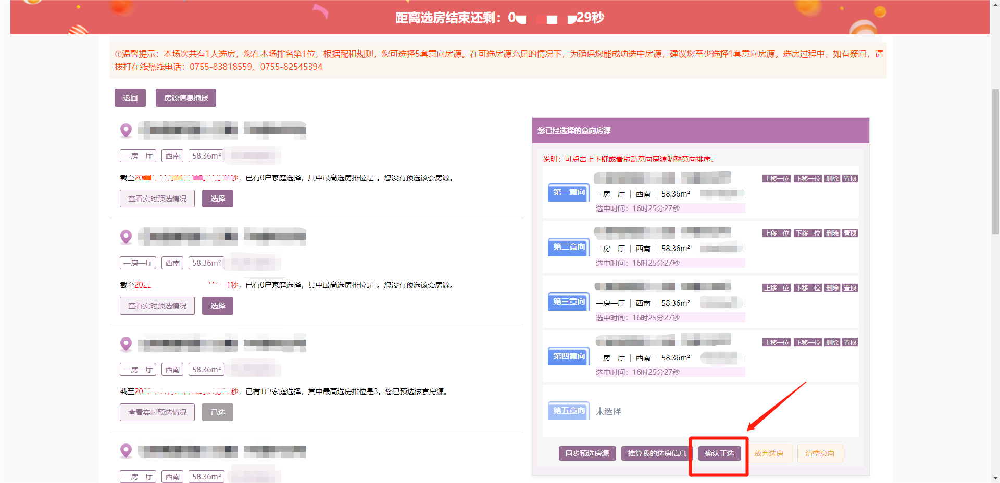 距离选房结束还剩：0 29秒
温馨提示：本场次共有1人选房，您在本场排名第1位，根据配租规则，您可选择5套意向房源。在可选房源充足的情况下，为确保您能成功选中房源，建议您至少选择1套意向房源。选房过程中，如有疑问，请
拨打在线热线电话：0755-83818559、0755-82545394
返回 房源信息播报
一房一厅 西南 58.36m²
截至 秒，已有0户家庭选择，其中最高选房排位是-。您没有预选该套房源。
查看实时预选情况 选择
一房一厅 西南 58.36m²
截至 1秒，已有0户家庭选择，其中最高选房排位是-。您没有预选该套房源。
查看实时预选情况 选择
一房一厅 西南 58.36m²
截至 秒，已有1户家庭选择，其中最高选房排位是3。您已预选该套房源。
查看实时预选情况 已选
一房一厅 西南 58.36m²
您已经选择的意向房源
说明：可点击上下键或者拖动意向房源调整意向排序。
上移一位 下移一位 删除 置顶
第一意向 一房一厅 | 西南 | 58.36m² |
选中时间：16时25分27秒
上移一位 下移一位 删除 置顶
第二意向 一房一厅 | 西南 | 58.36m² |
选中时间：16时25分27秒
上移一位 下移一位 删除 置顶
第三意向 一房一厅 | 西南 | 58.36m² |
选中时间：16时25分27秒
上移一位 下移一位 删除 置顶
第四意向 一房一厅 | 西南 | 58.36m² |
选中时间：16时25分27秒
第五意向 未选择
同步预选房源 推算我的选房信息 确认正选 放弃选房 清空意向